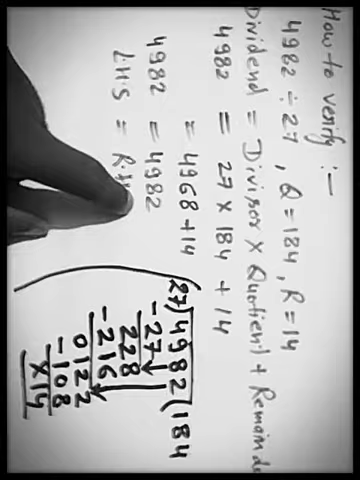 How to verify :-
4982 ÷ 27 , Q = 184 , R = 14
Dividend = Divisor × Quotient + Remainde
4982 = 27 × 184 + 14
= 4968 + 14
4982 = 4982
L.H.S = R.H
27)4982(184
-27
228
-216
0122
-108
×14